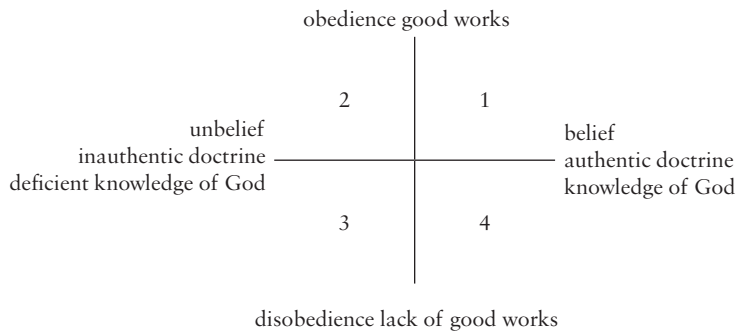 obedience good works
2
1
unbelief
inauthentic doctrine
deficient knowledge of God
belief
authentic doctrine
knowledge of God
3
4
disobedience lack of good works